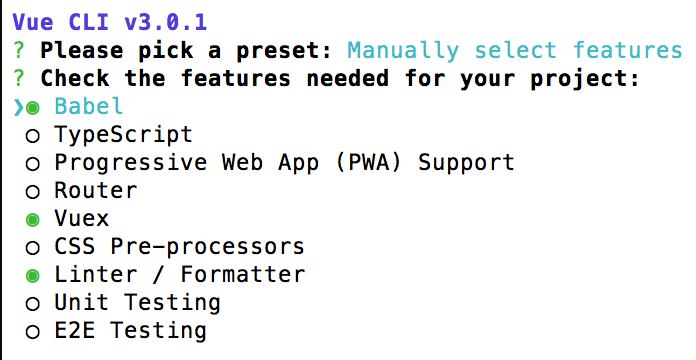 Vue CLI v3.0.1
? Please pick a preset: Manually select features
? Check the features needed for your project:
❯◉ Babel
◯ TypeScript
◯ Progressive Web App (PWA) Support
◯ Router
◉ Vuex
◯ CSS Pre-processors
◉ Linter / Formatter
◯ Unit Testing
◯ E2E Testing